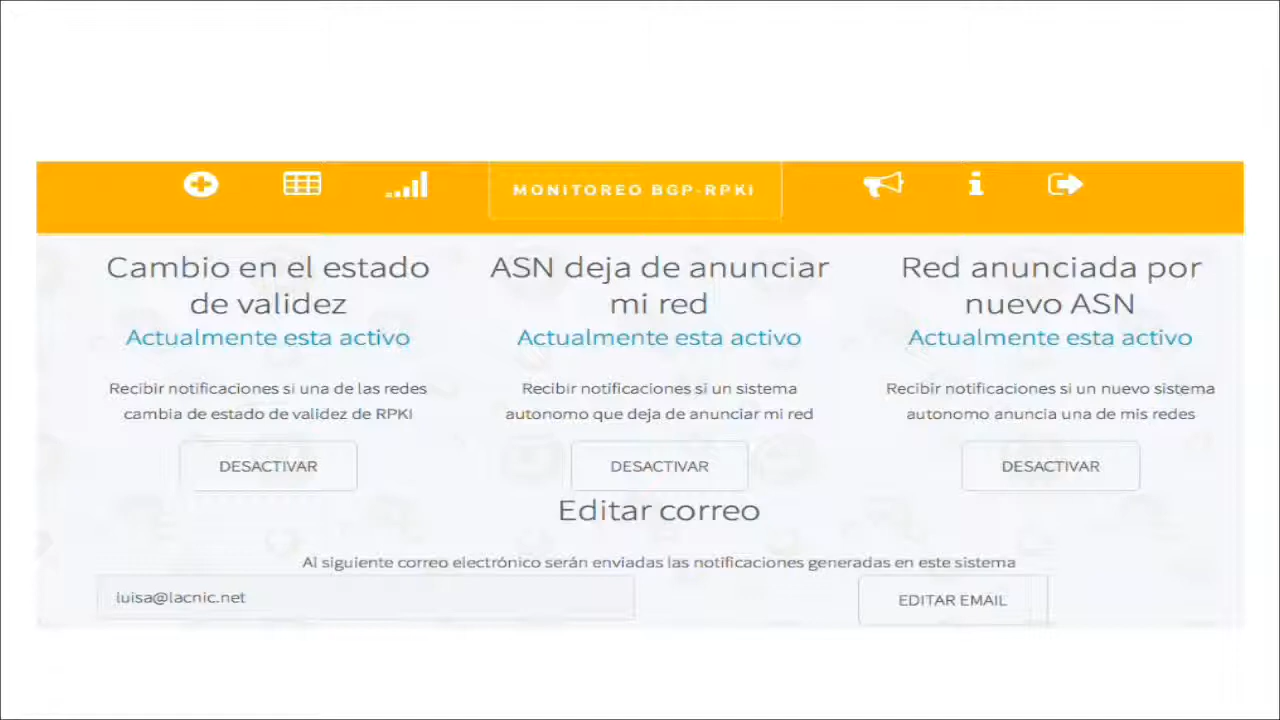 MONITOREO BGP-RPKI
Cambio en el estado
de validez
Actualmente esta activo
Recibir notificaciones si una de las redes
cambia de estado de validez de RPKI
DESACTIVAR
ASN deja de anunciar
mi red
Actualmente esta activo
Recibir notificaciones si un sistema
autonomo que deja de anunciar mi red
DESACTIVAR
Red anunciada por
nuevo ASN
Actualmente esta activo
Recibir notificaciones si un nuevo sistema
autonomo anuncia una de mis redes
DESACTIVAR
Editar correo
Al siguiente correo electrónico serán enviadas las notificaciones generadas en este sistema
luisa@lacnic.net
EDITAR EMAIL